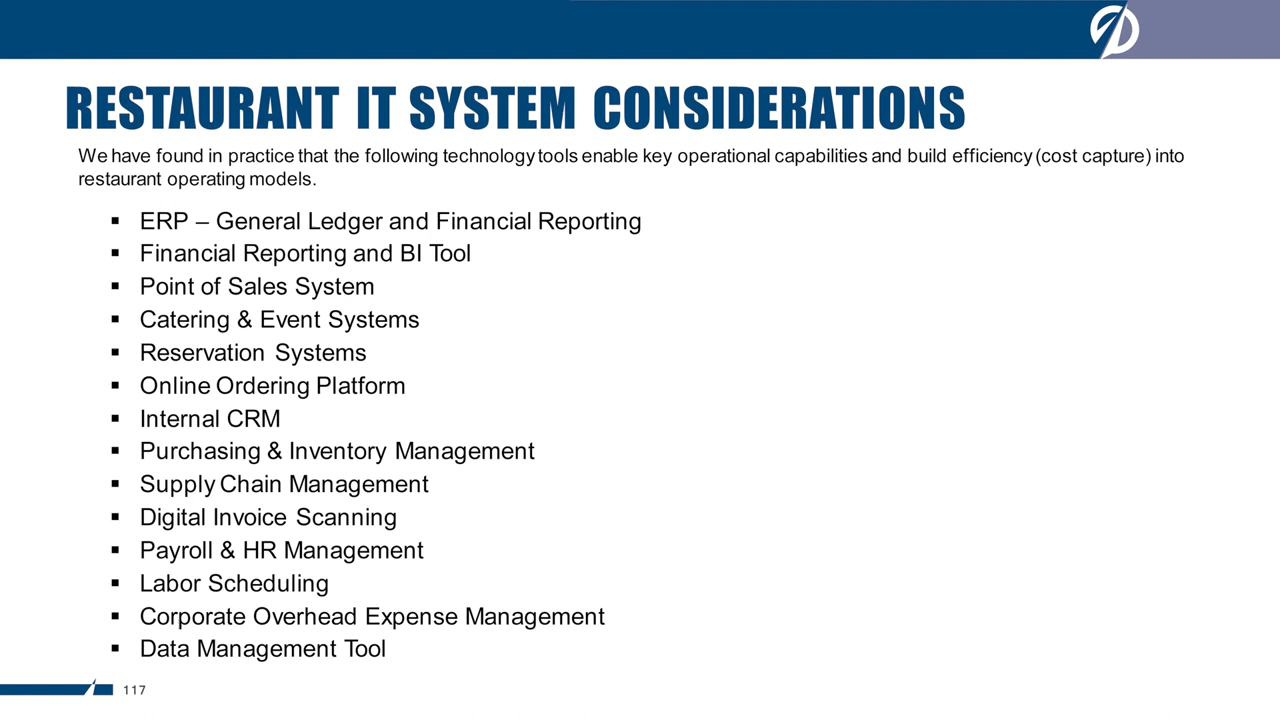 RESTAURANT IT SYSTEM CONSIDERATIONS
We have found in practice that the following technology tools enable key operational capabilities and build efficiency (cost capture) into
restaurant operating models.
▪ ERP – General Ledger and Financial Reporting
▪ Financial Reporting and BI Tool
▪ Point of Sales System
▪ Catering & Event Systems
▪ Reservation Systems
▪ Online Ordering Platform
▪ Internal CRM
▪ Purchasing & Inventory Management
▪ Supply Chain Management
▪ Digital Invoice Scanning
▪ Payroll & HR Management
▪ Labor Scheduling
▪ Corporate Overhead Expense Management
▪ Data Management Tool
117